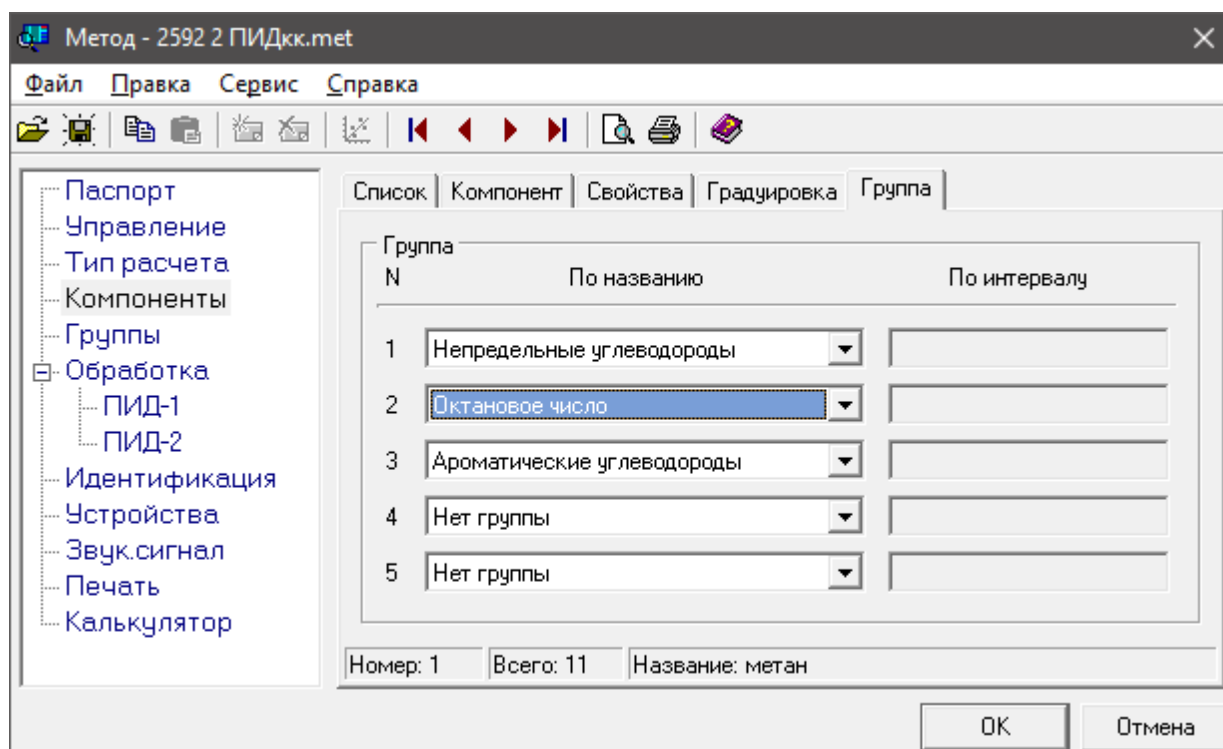 Метод - 2592 2 ПИДкк.met
Файл Правка Сервис Справка
Паспорт
Управление
Тип расчета
Компоненты
Группы
Обработка
ПИД-1
ПИД-2
Идентификация
Устройства
Звук.сигнал
Печать
Калькулятор
Список Компонент Свойства Градуировка Группа
Группа
N По названию По интервалу
1 Непредельные углеводороды
2 Октановое число
3 Ароматические углеводороды
4 Нет группы
5 Нет группы
Номер: 1 Всего: 11 Название: метан
OK Отмена